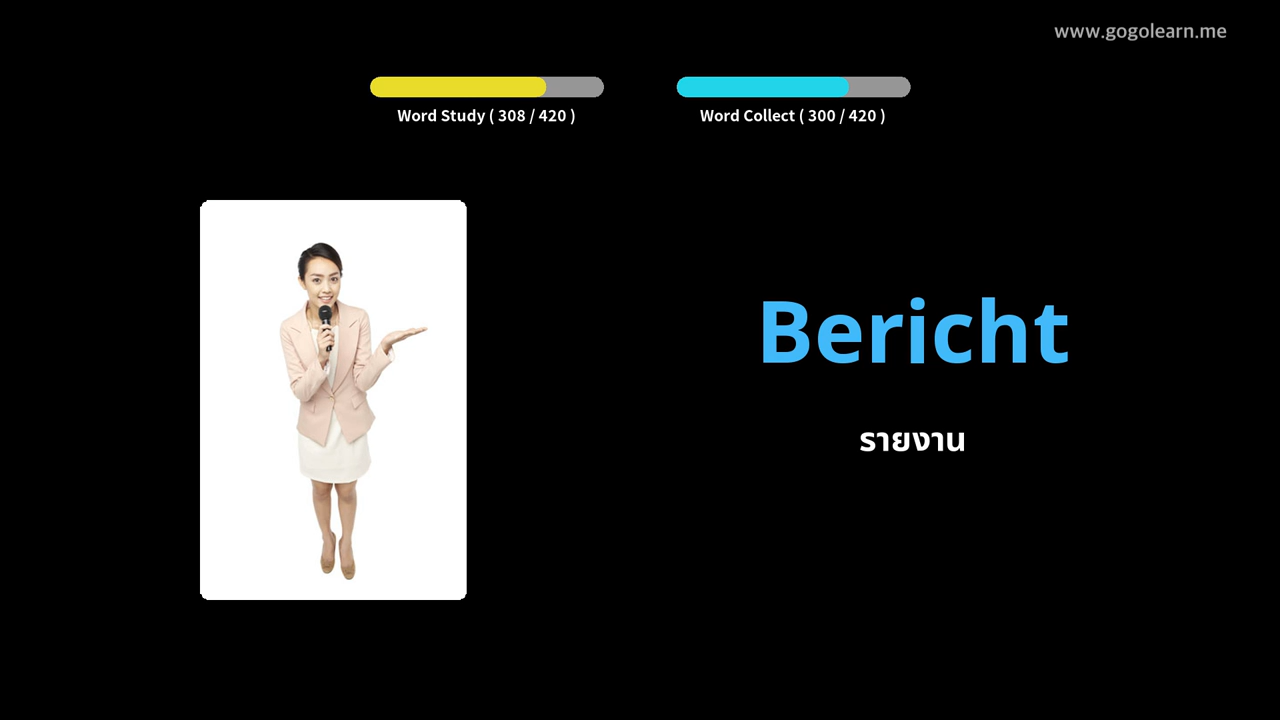 www.gogolearn.me
Word Study ( 308 / 420 )
Word Collect ( 300 / 420 )
Bericht
รายงาน